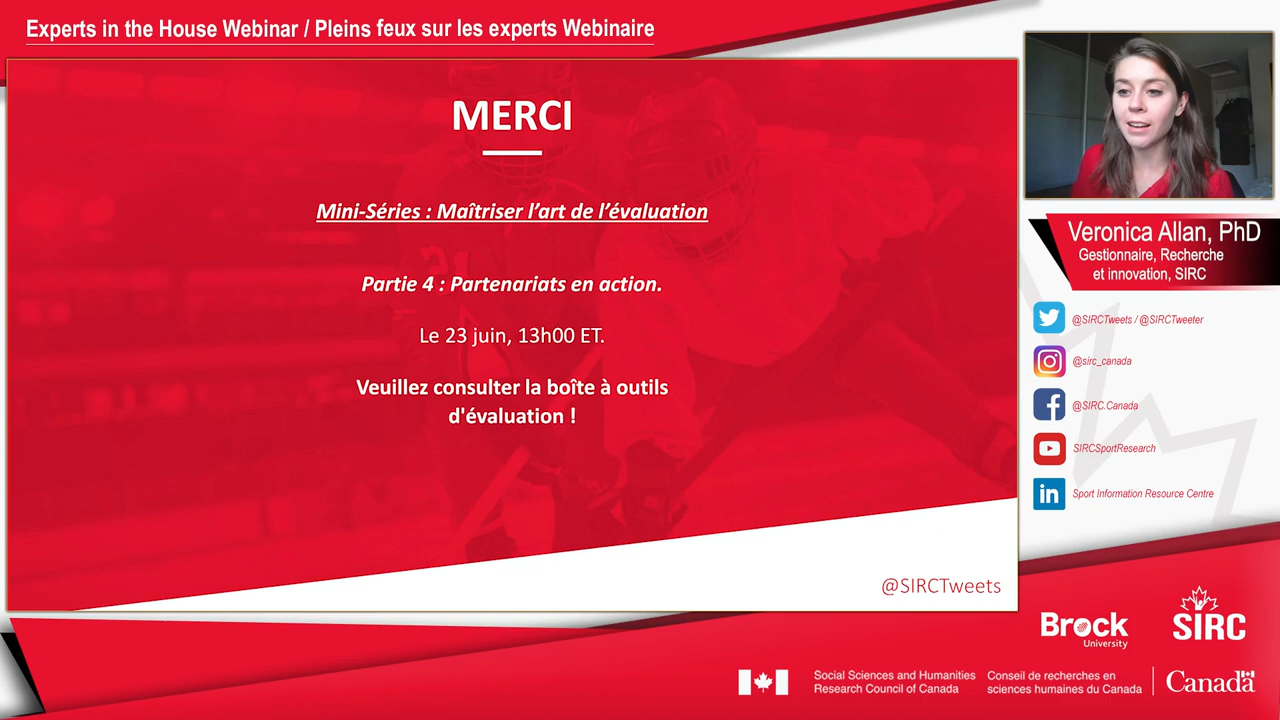 Experts in the House Webinar / Pleins feux sur les experts Webinaire
MERCI
Mini-Séries : Maîtriser l’art de l’évaluation
Partie 4 : Partenariats en action.
Le 23 juin, 13h00 ET.
Veuillez consulter la boîte à outils
d'évaluation !
@SIRCTweets
Veronica Allan, PhD
Gestionnaire, Recherche
et innovation, SIRC
@SIRCTweets / @SIRCTweeter
@sirc_canada
@SIRC.Canada
SIRCSportResearch
in
Sport Information Resource Centre
Brock
University
SIRC
Social Sciences and Humanities
Research Council of Canada
Conseil de recherches en
sciences humaines du Canada
Canada